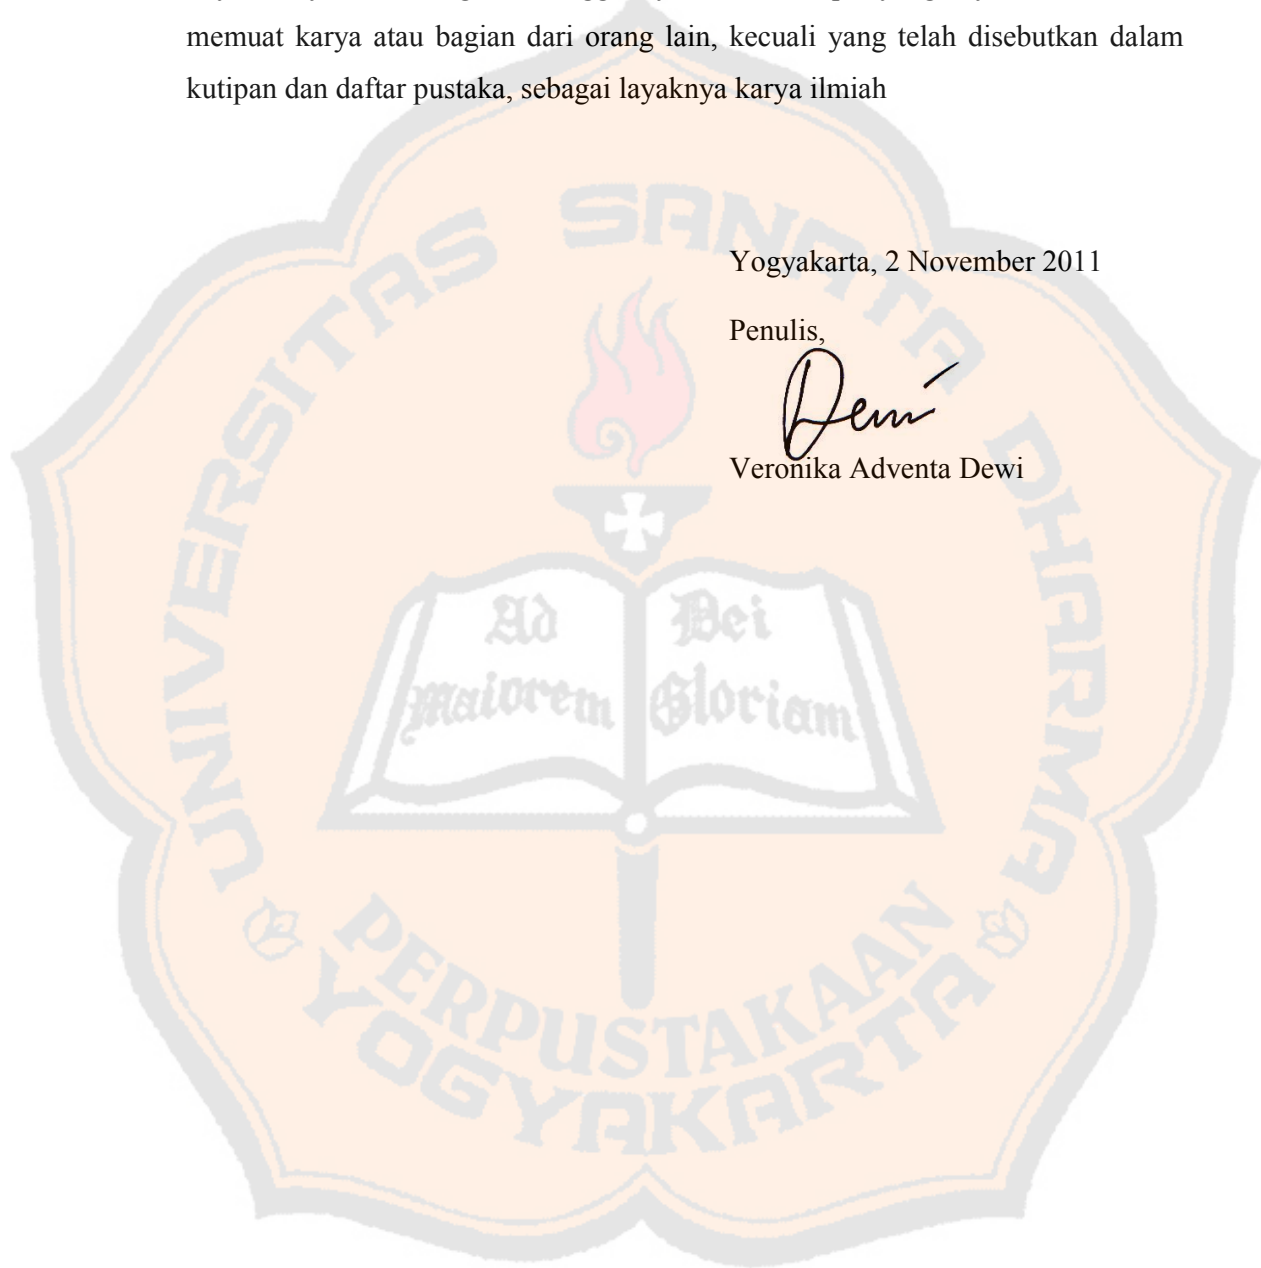 memuat karya atau bagian dari orang lain, kecuali yang telah disebutkan dalam
kutipan dan daftar pustaka, sebagai layaknya karya ilmiah
Yogyakarta, 2 November 2011
Penulis,
Dewi
Veronika Adventa Dewi
UNIVERSITAS SANATA DHARMA
Ad
maiorem
Dei
Gloriam
PERPUSTAKAAN
YOGYAKARTA